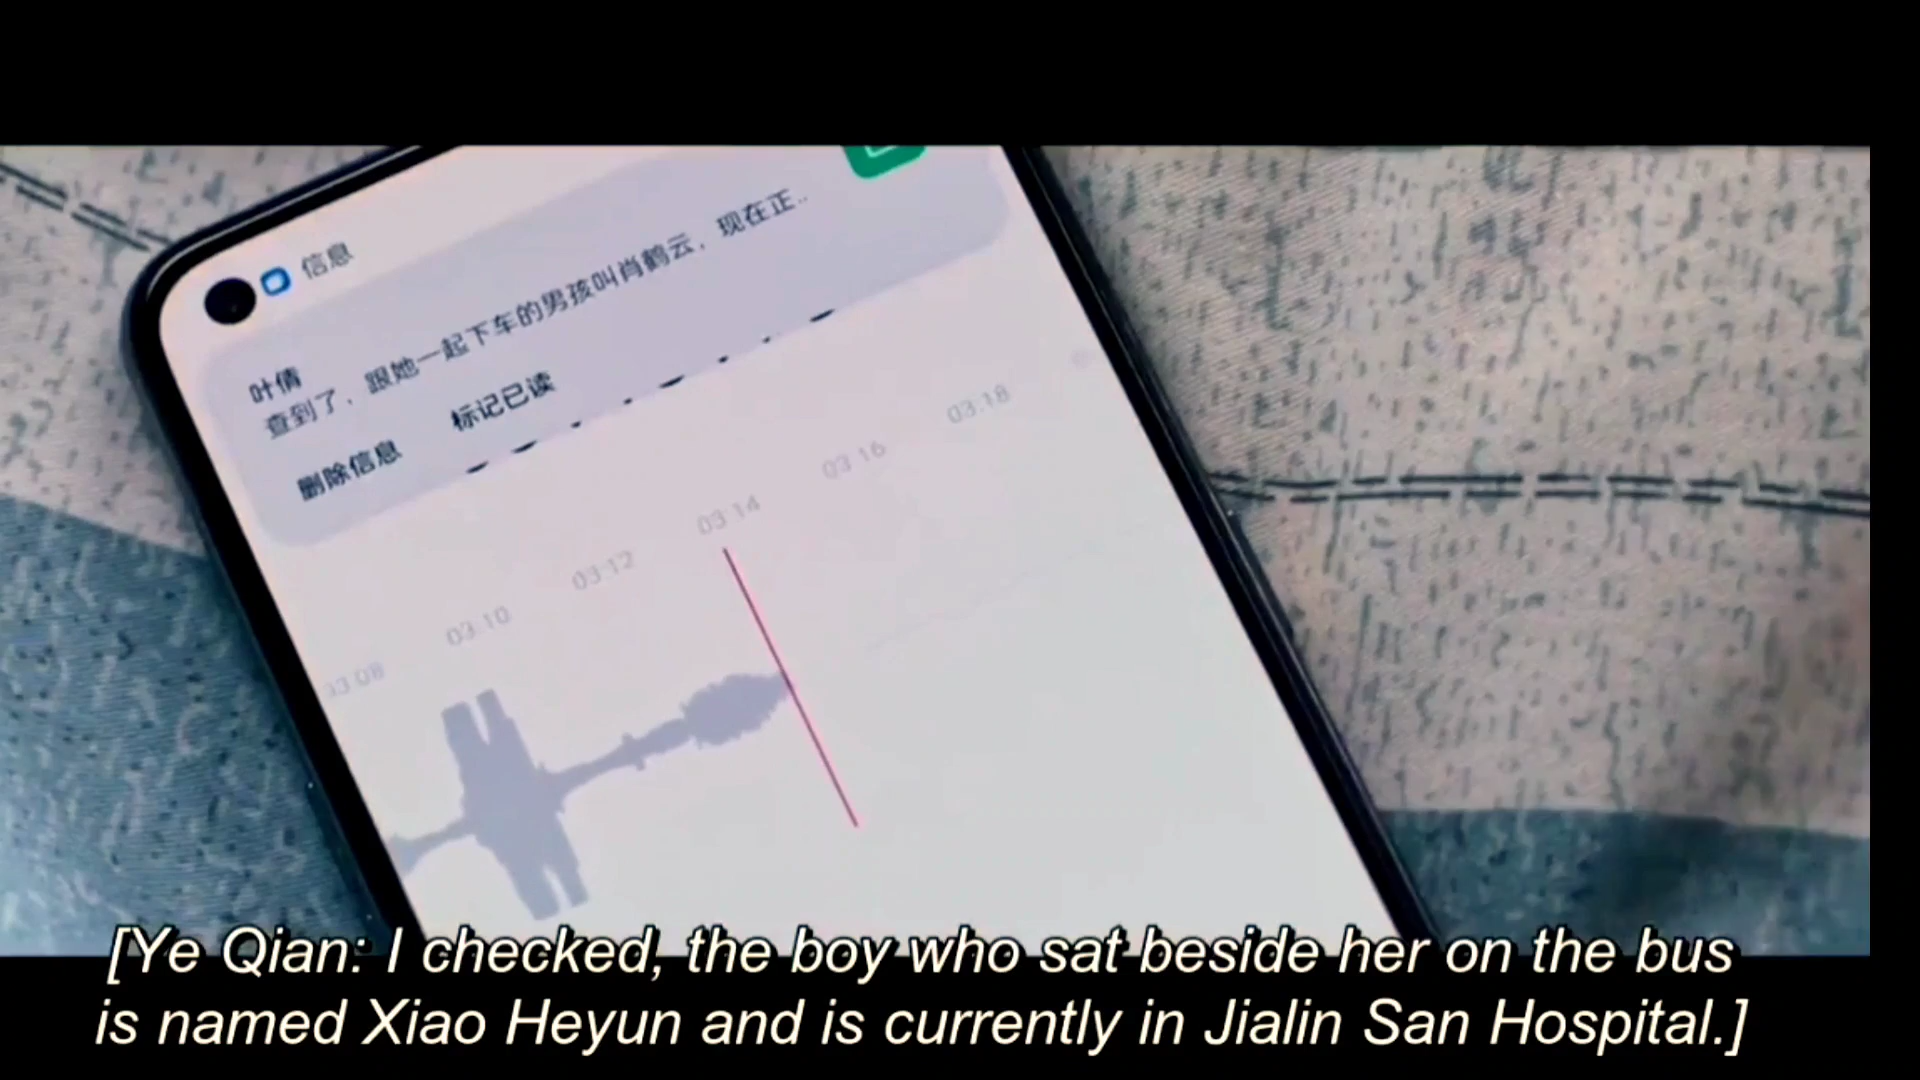 信息
叶倩
查到了，跟她一起下车的男孩叫肖鹤云，现在正..
删除信息 标记已读
03:08
03:10
03:12
03:14
03:16
03:18
[Ye Qian: I checked, the boy who sat beside her on the bus
is named Xiao Heyun and is currently in Jialin San Hospital.]